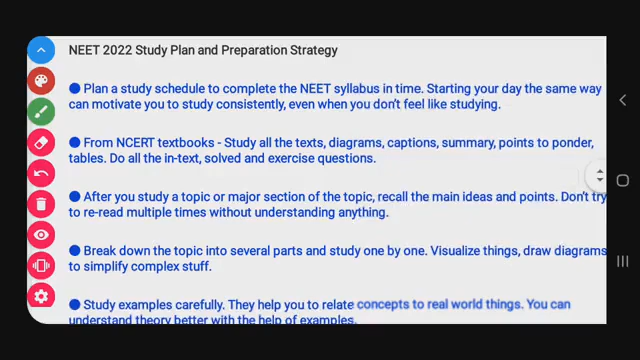 NEET 2022 Study Plan and Preparation Strategy
● Plan a study schedule to complete the NEET syllabus in time. Starting your day the same way
can motivate you to study consistently, even when you don't feel like studying.
● From NCERT textbooks - Study all the texts, diagrams, captions, summary, points to ponder,
tables. Do all the in-text, solved and exercise questions.
● After you study a topic or major section of the topic, recall the main ideas and points. Don't try
to re-read multiple times without understanding anything.
● Break down the topic into several parts and study one by one. Visualize things, draw diagrams
to simplify complex stuff.
● Study examples carefully. They help you to relate concepts to real world things. You can
understand theory better with the help of examples.